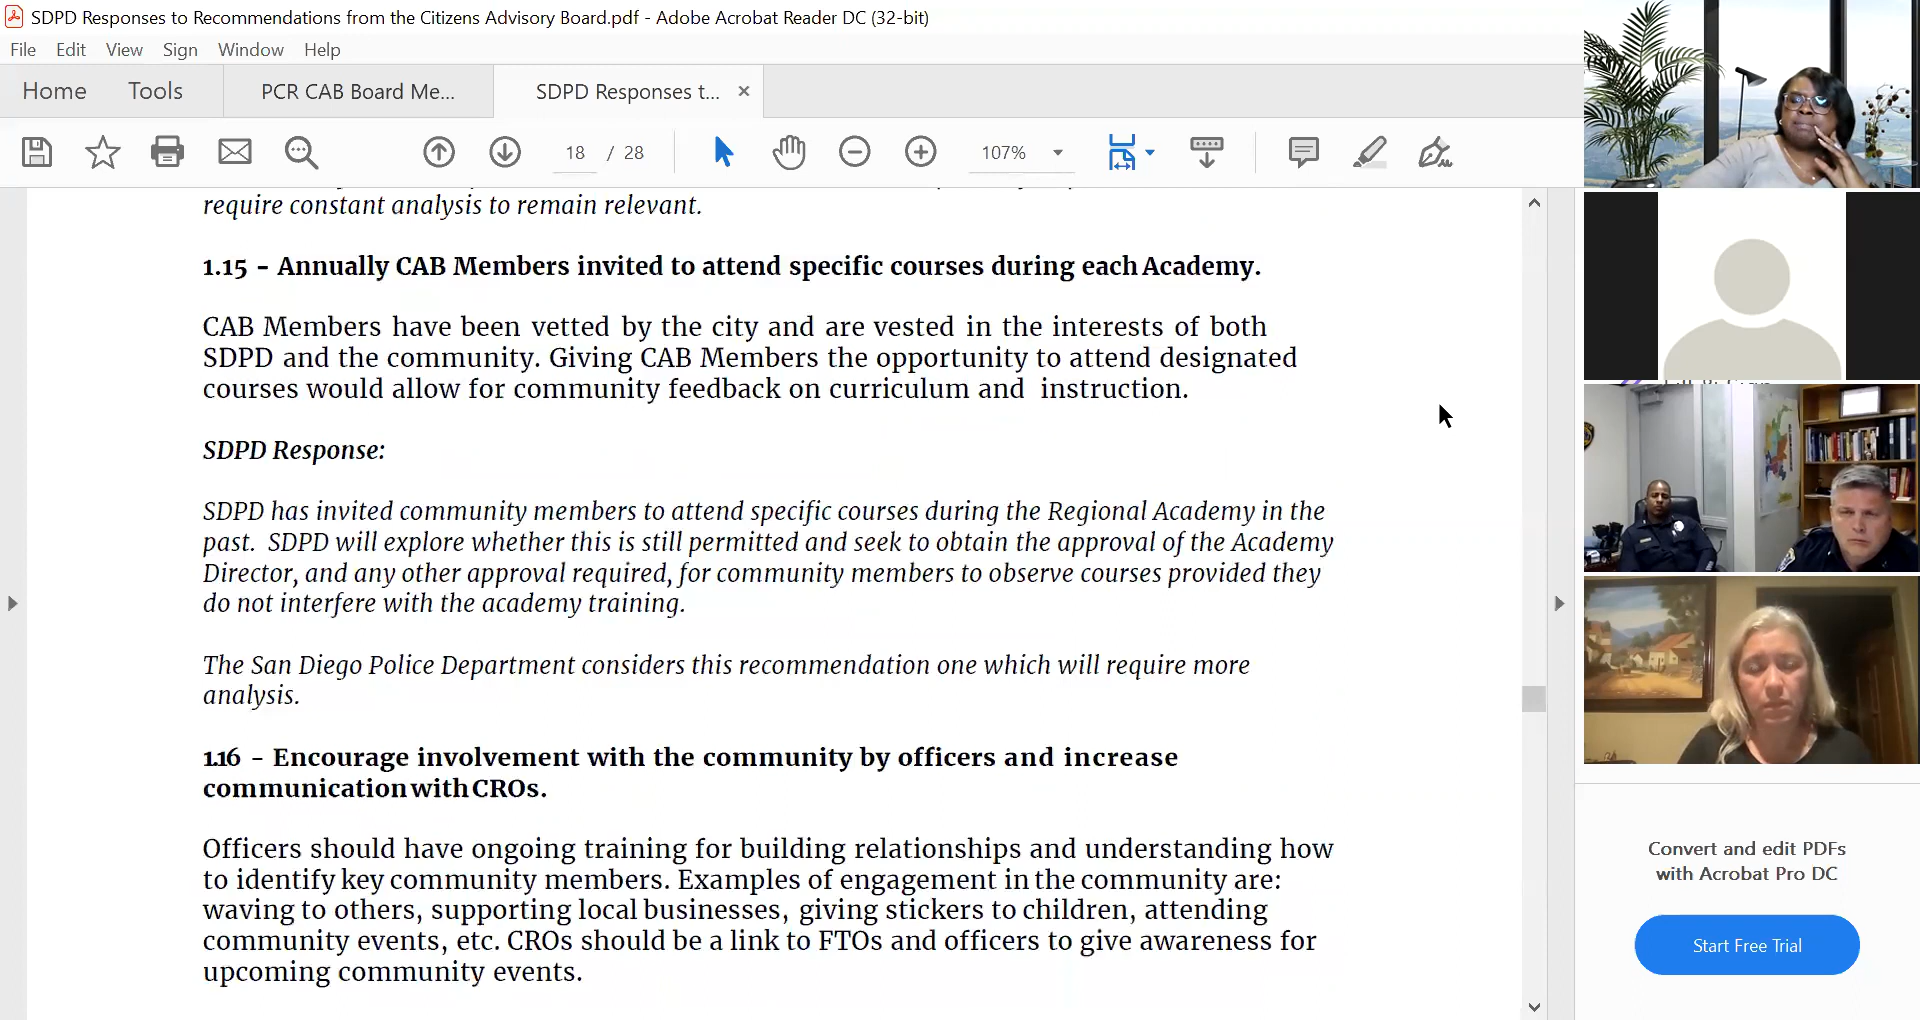 SDPD Responses to Recommendations from the Citizens Advisory Board.pdf - Adobe Acrobat Reader DC (32-bit)
File Edit View Sign Window Help
Home Tools PCR CAB Board Me... SDPD Responses t... ×
18 / 28 107%
require constant analysis to remain relevant.
1.15 - Annually CAB Members invited to attend specific courses during each Academy.
CAB Members have been vetted by the city and are vested in the interests of both
SDPD and the community. Giving CAB Members the opportunity to attend designated
courses would allow for community feedback on curriculum and instruction.
SDPD Response:
SDPD has invited community members to attend specific courses during the Regional Academy in the
past. SDPD will explore whether this is still permitted and seek to obtain the approval of the Academy
Director, and any other approval required, for community members to observe courses provided they
do not interfere with the academy training.
The San Diego Police Department considers this recommendation one which will require more
analysis.
1.16 - Encourage involvement with the community by officers and increase
communication with CROs.
Officers should have ongoing training for building relationships and understanding how
to identify key community members. Examples of engagement in the community are:
waving to others, supporting local businesses, giving stickers to children, attending
community events, etc. CROs should be a link to FTOs and officers to give awareness for
upcoming community events.
Convert and edit PDFs
with Acrobat Pro DC
Start Free Trial